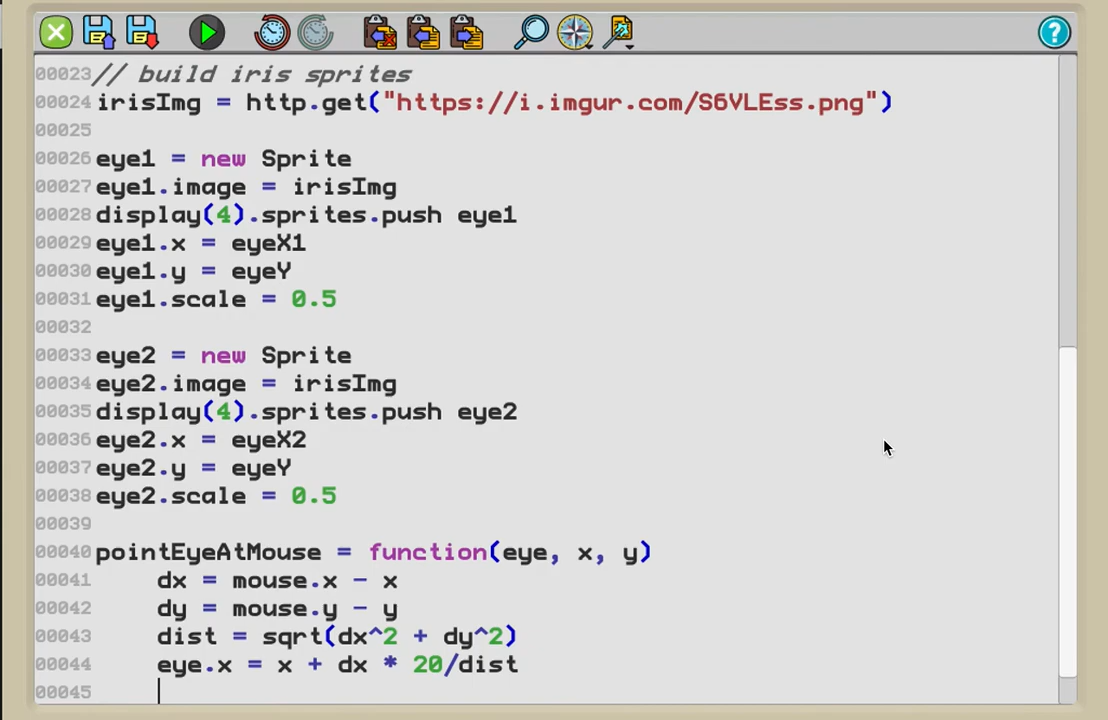 00023 // build iris sprites
00024 irisImg = http.get("https://i.imgur.com/S6VLEss.png")
00025
00026 eye1 = new Sprite
00027 eye1.image = irisImg
00028 display(4).sprites.push eye1
00029 eye1.x = eyeX1
00030 eye1.y = eyeY
00031 eye1.scale = 0.5
00032
00033 eye2 = new Sprite
00034 eye2.image = irisImg
00035 display(4).sprites.push eye2
00036 eye2.x = eyeX2
00037 eye2.y = eyeY
00038 eye2.scale = 0.5
00039
00040 pointEyeAtMouse = function(eye, x, y)
00041 dx = mouse.x - x
00042 dy = mouse.y - y
00043 dist = sqrt(dx^2 + dy^2)
00044 eye.x = x + dx * 20/dist
00045